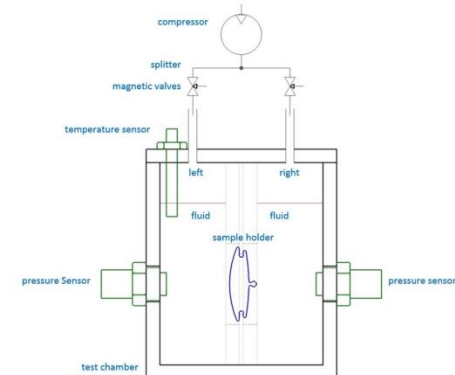 compressor
splitter
magnetic valves
temperature sensor
left
right
fluid
fluid
sample holder
pressure Sensor
pressure sensor
test chamber